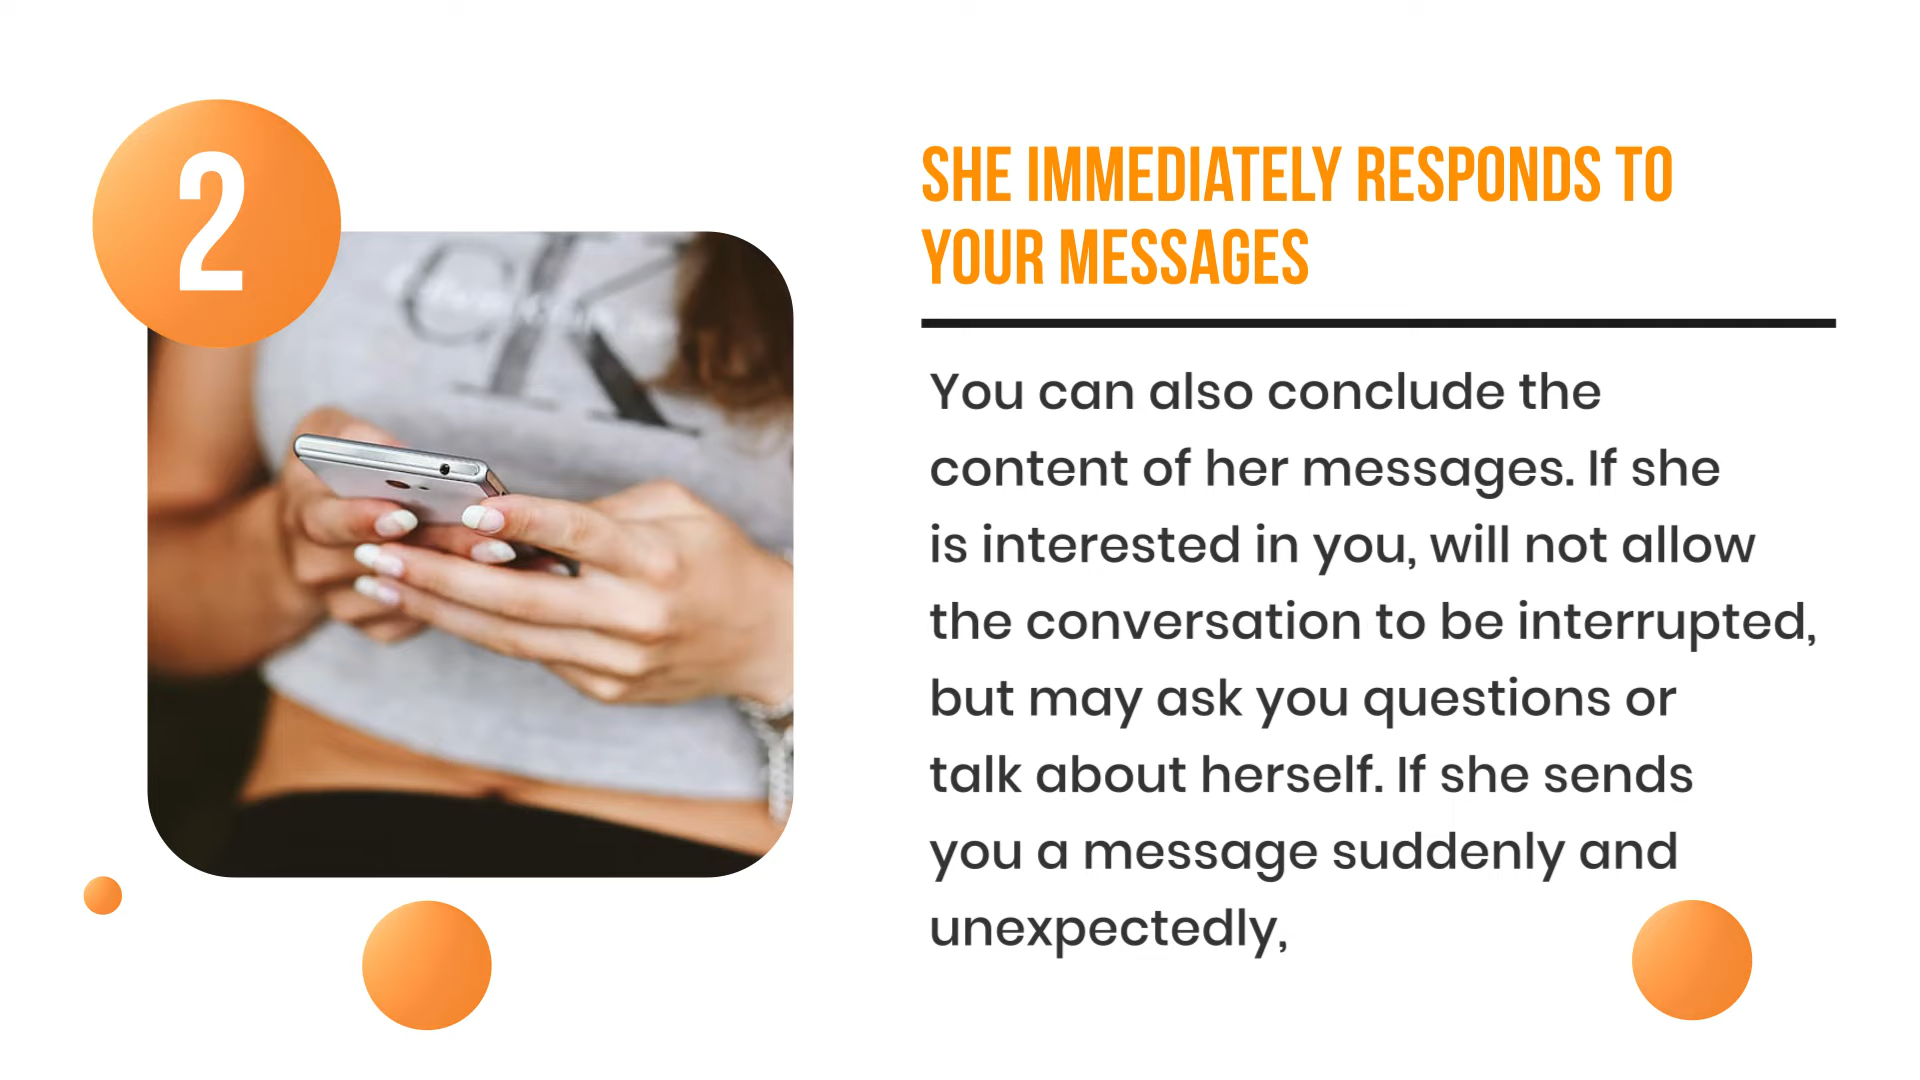 2
SHE IMMEDIATELY RESPONDS TO
YOUR MESSAGES
CK
You can also conclude the
content of her messages. If she
is interested in you, will not allow
the conversation to be interrupted,
but may ask you questions or
talk about herself. If she sends
you a message suddenly and
unexpectedly,